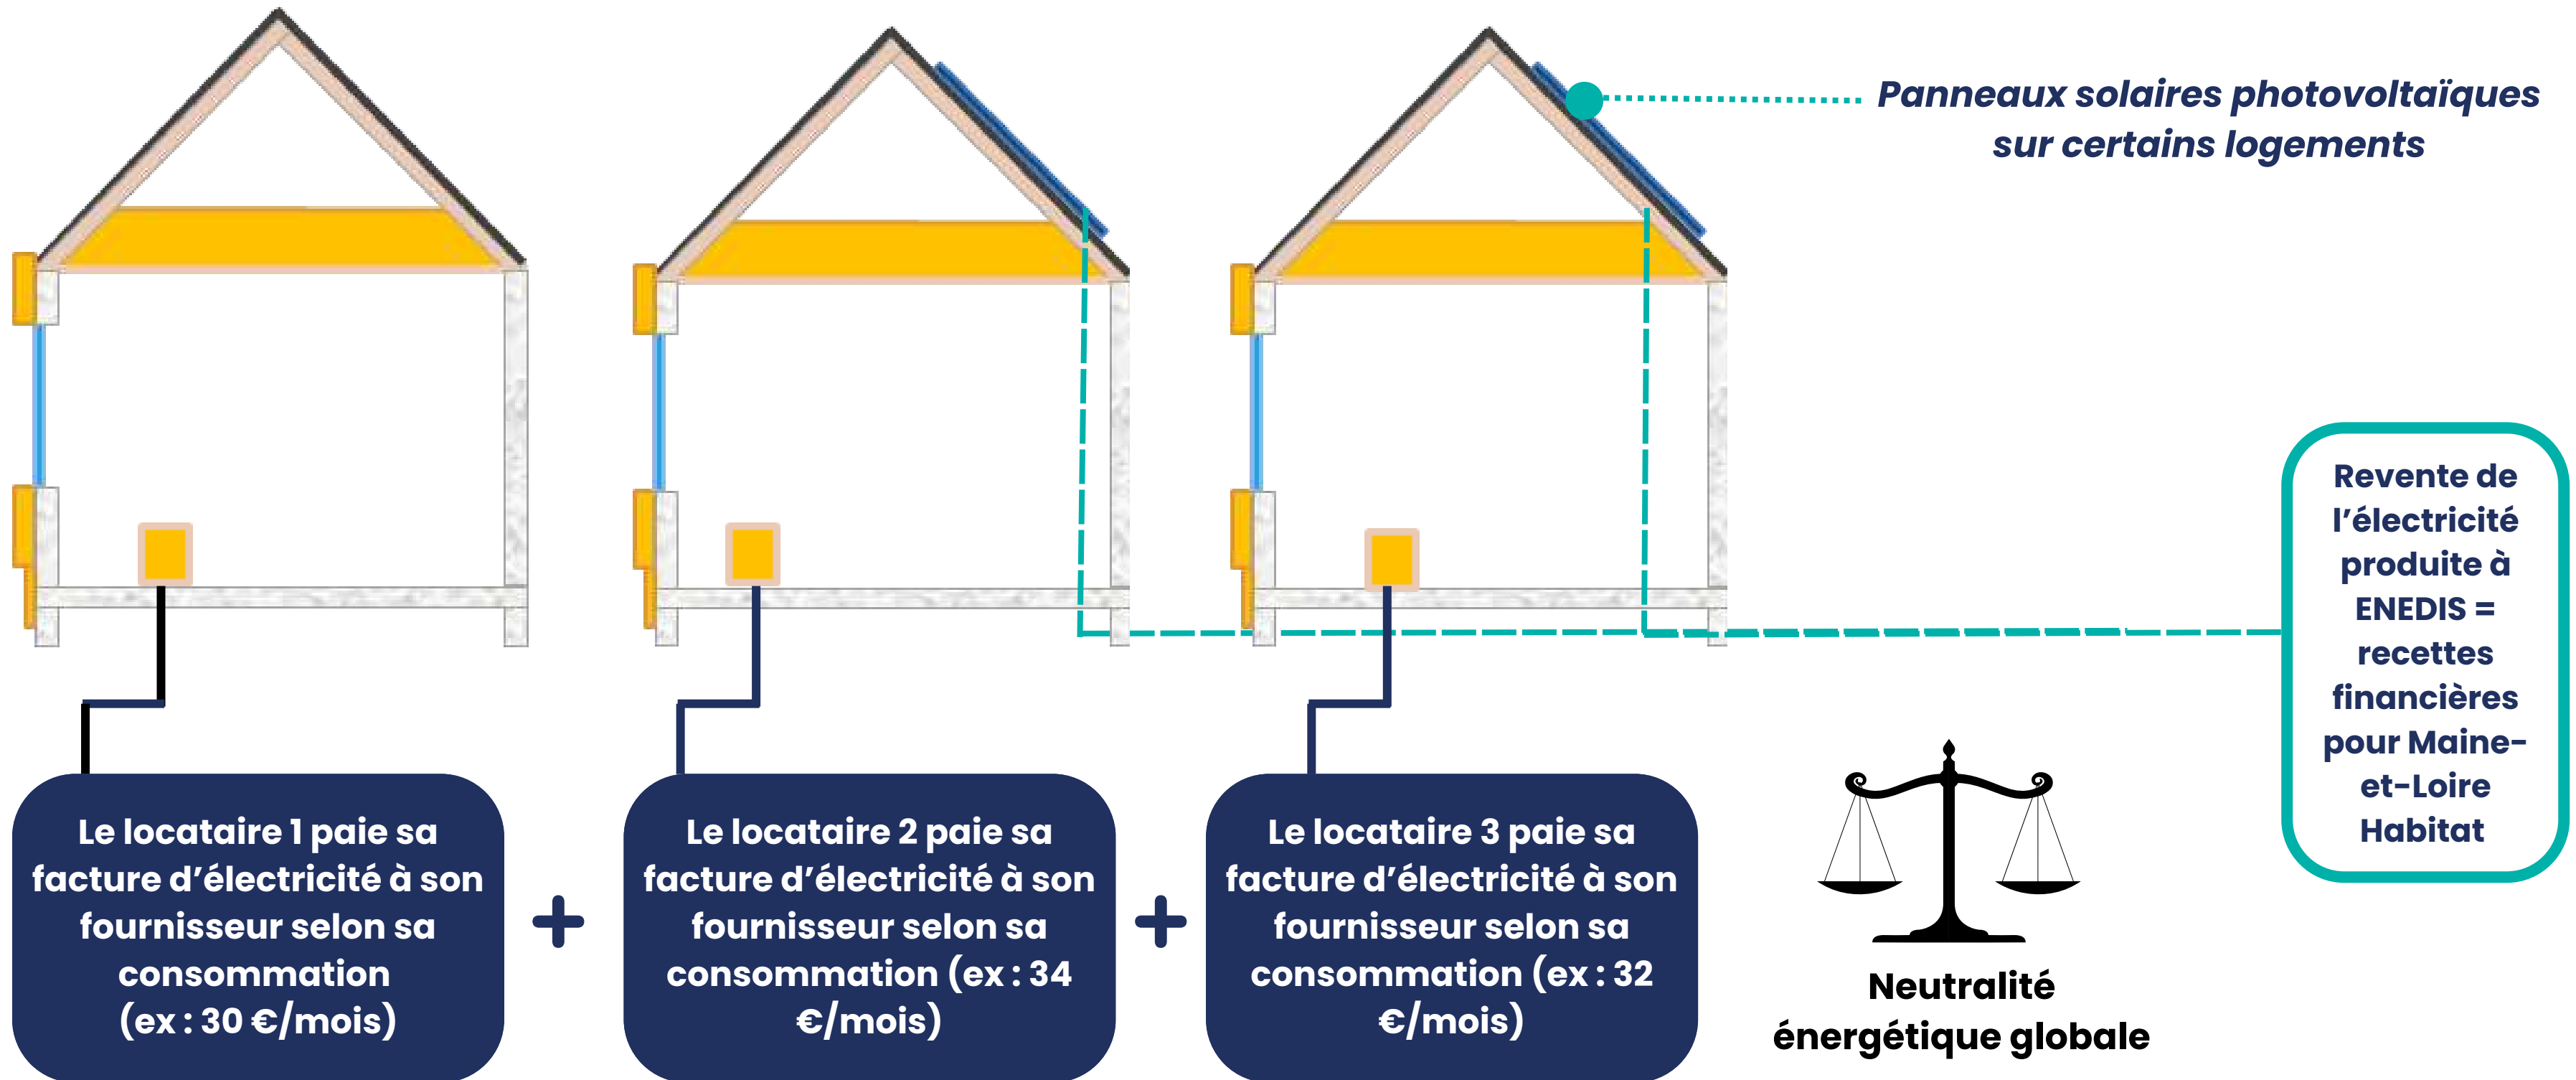 Panneaux solaires photovoltaïques
sur certains logements
Revente de
l’électricité
produite à
ENEDIS =
recettes
financières
pour Maine-
et-Loire
Habitat
Le locataire 1 paie sa
facture d’électricité à son
fournisseur selon sa
consommation
(ex : 30 €/mois)
+
Le locataire 2 paie sa
facture d’électricité à son
fournisseur selon sa
consommation (ex : 34
€/mois)
+
Le locataire 3 paie sa
facture d’électricité à son
fournisseur selon sa
consommation (ex : 32
€/mois)
Neutralité
énergétique globale